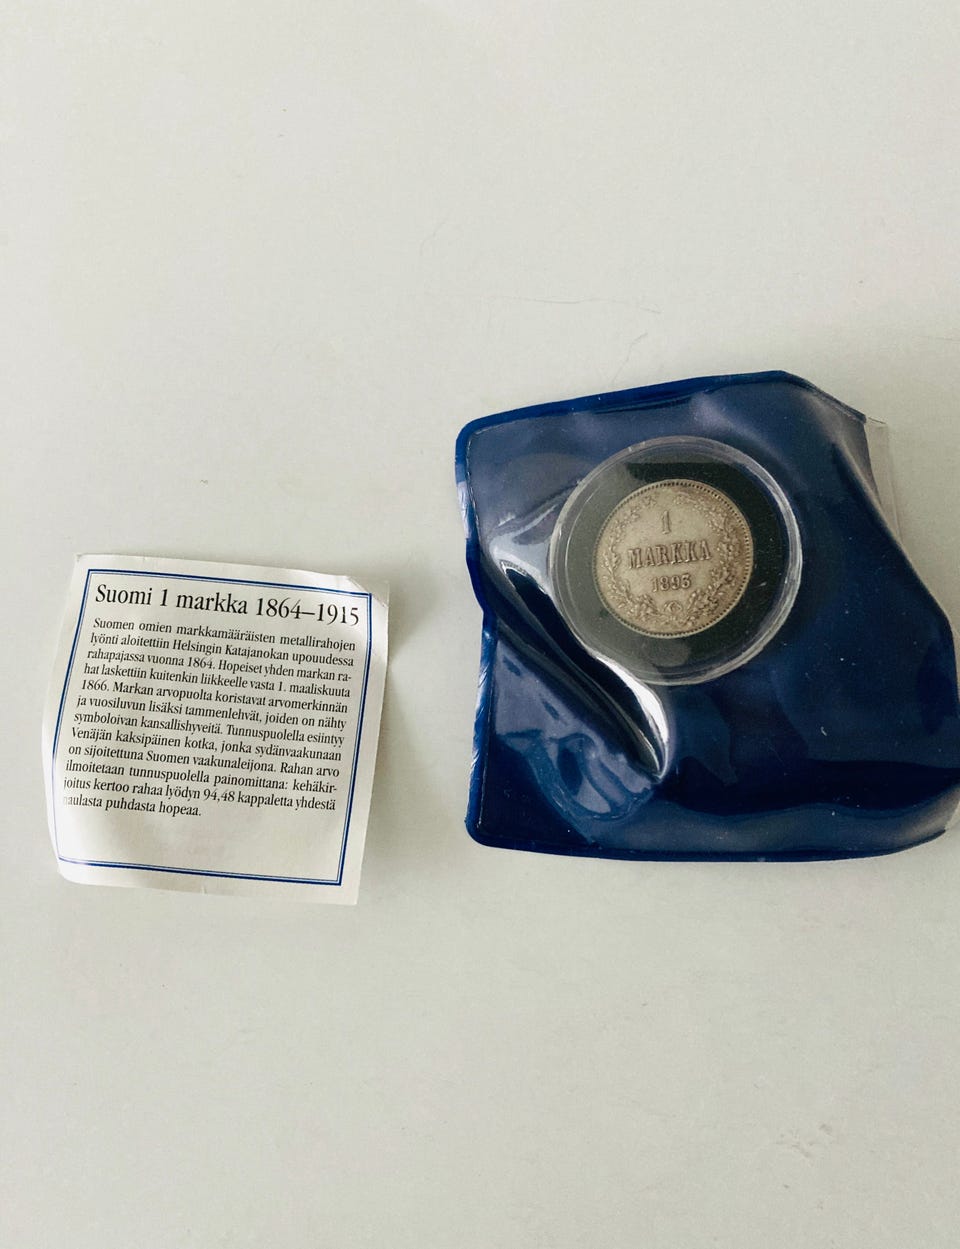 Suomi 1 markka 1864–1915
Suomen omien markkamääräisten metallirahojen
lyönti aloitettiin Helsingin Katajanokan upouudessa
rahapajassa vuonna 1864. Hopeiset yhden markan ra-
hat laskettiin kuitenkin liikkeelle vasta 1. maaliskuuta
1866. Markan arvopuolta koristavat arvomerkinnän
ja vuosiluvun lisäksi tammenlehvät, joiden on nähty
symboloivan kansallishyveitä. Tunnuspuolella esiintyy
Venäjän kaksipäinen kotka, jonka sydänvaakunaan
on sijoitettuna Suomen vaakunaleijona. Rahan arvo
ilmoitetaan tunnuspuolella painomittana: kehäkir-
joitus kertoo rahaa lyödyn 94,48 kappaletta yhdestä
naulasta puhdasta hopeaa.
1
MARKKA
1893